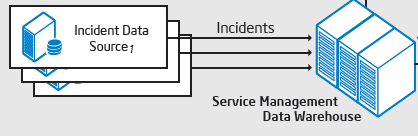 Incident Data
Source1
Incidents
Service Management
Data Warehouse